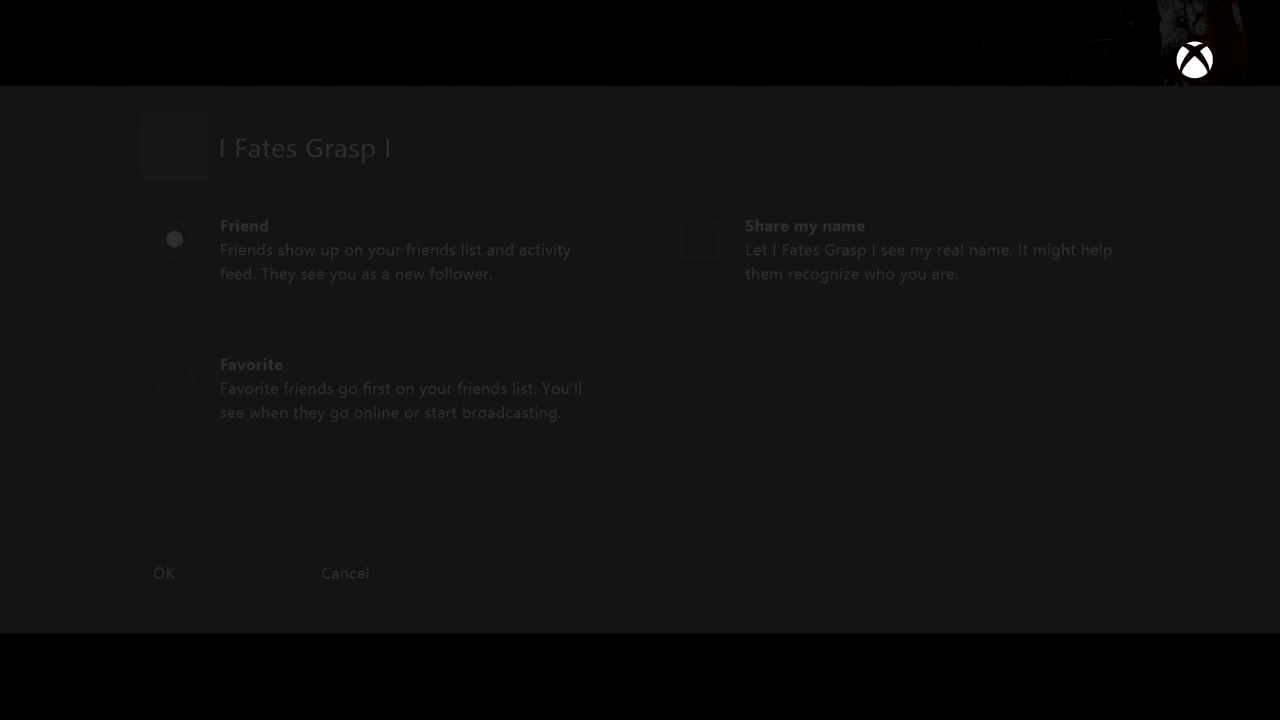 I Fates Grasp I
Friend
Friends show up on your friends list and activity
feed. They see you as a new follower.
Share my name
Let I Fates Grasp I see my real name. It might help
them recognize who you are.
Favorite
Favorite friends go first on your friends list. You'll
see when they go online or start broadcasting.
OK
Cancel